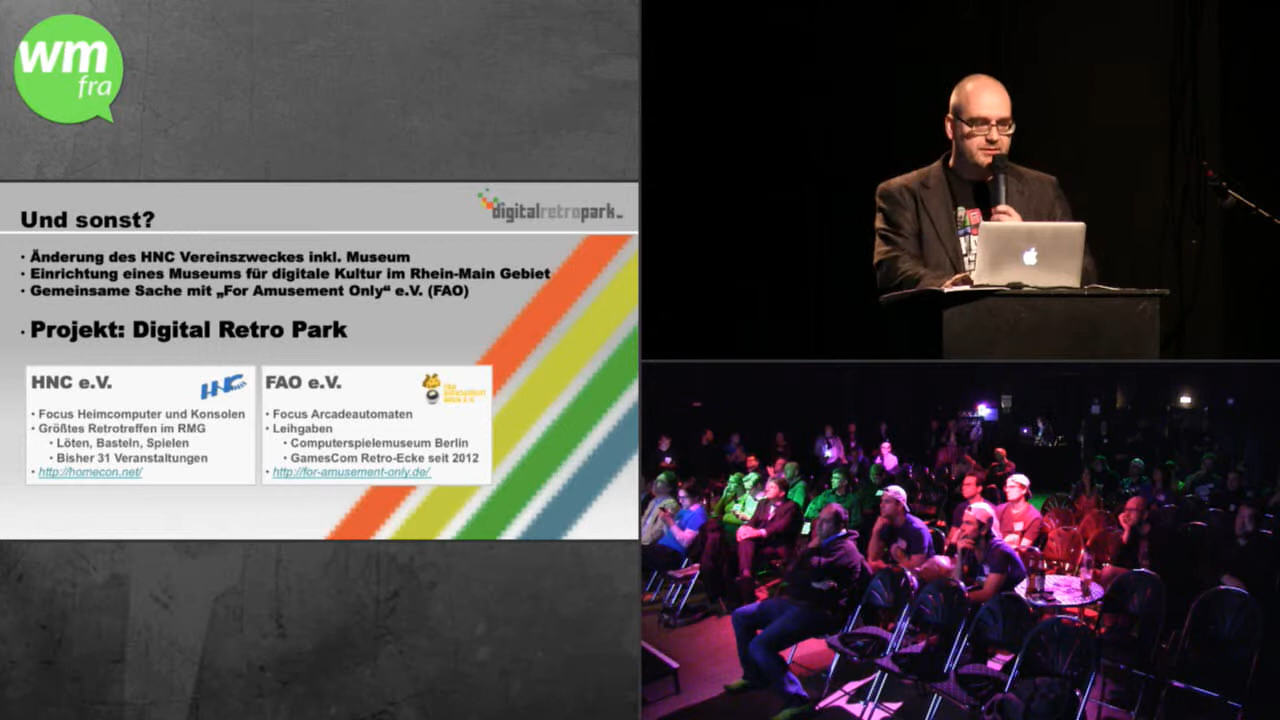 wm
fra
digitalretropark
Und sonst?
• Änderung des HNC Vereinszweckes inkl. Museum
• Einrichtung eines Museums für digitale Kultur im Rhein-Main Gebiet
• Gemeinsame Sache mit „For Amusement Only“ e.V. (FAO)
• Projekt: Digital Retro Park
HNC e.V.
HNC
• Focus Heimcomputer und Konsolen
• Größtes Retrotreffen im RMG
• Löten, Basteln, Spielen
• Bisher 31 Veranstaltungen
• http://homecon.net/
FAO e.V.
• Focus Arcadeautomaten
• Leihgaben
• Computerspielemuseum Berlin
• GamesCom Retro-Ecke seit 2012
• http://for-amusement-only.de/